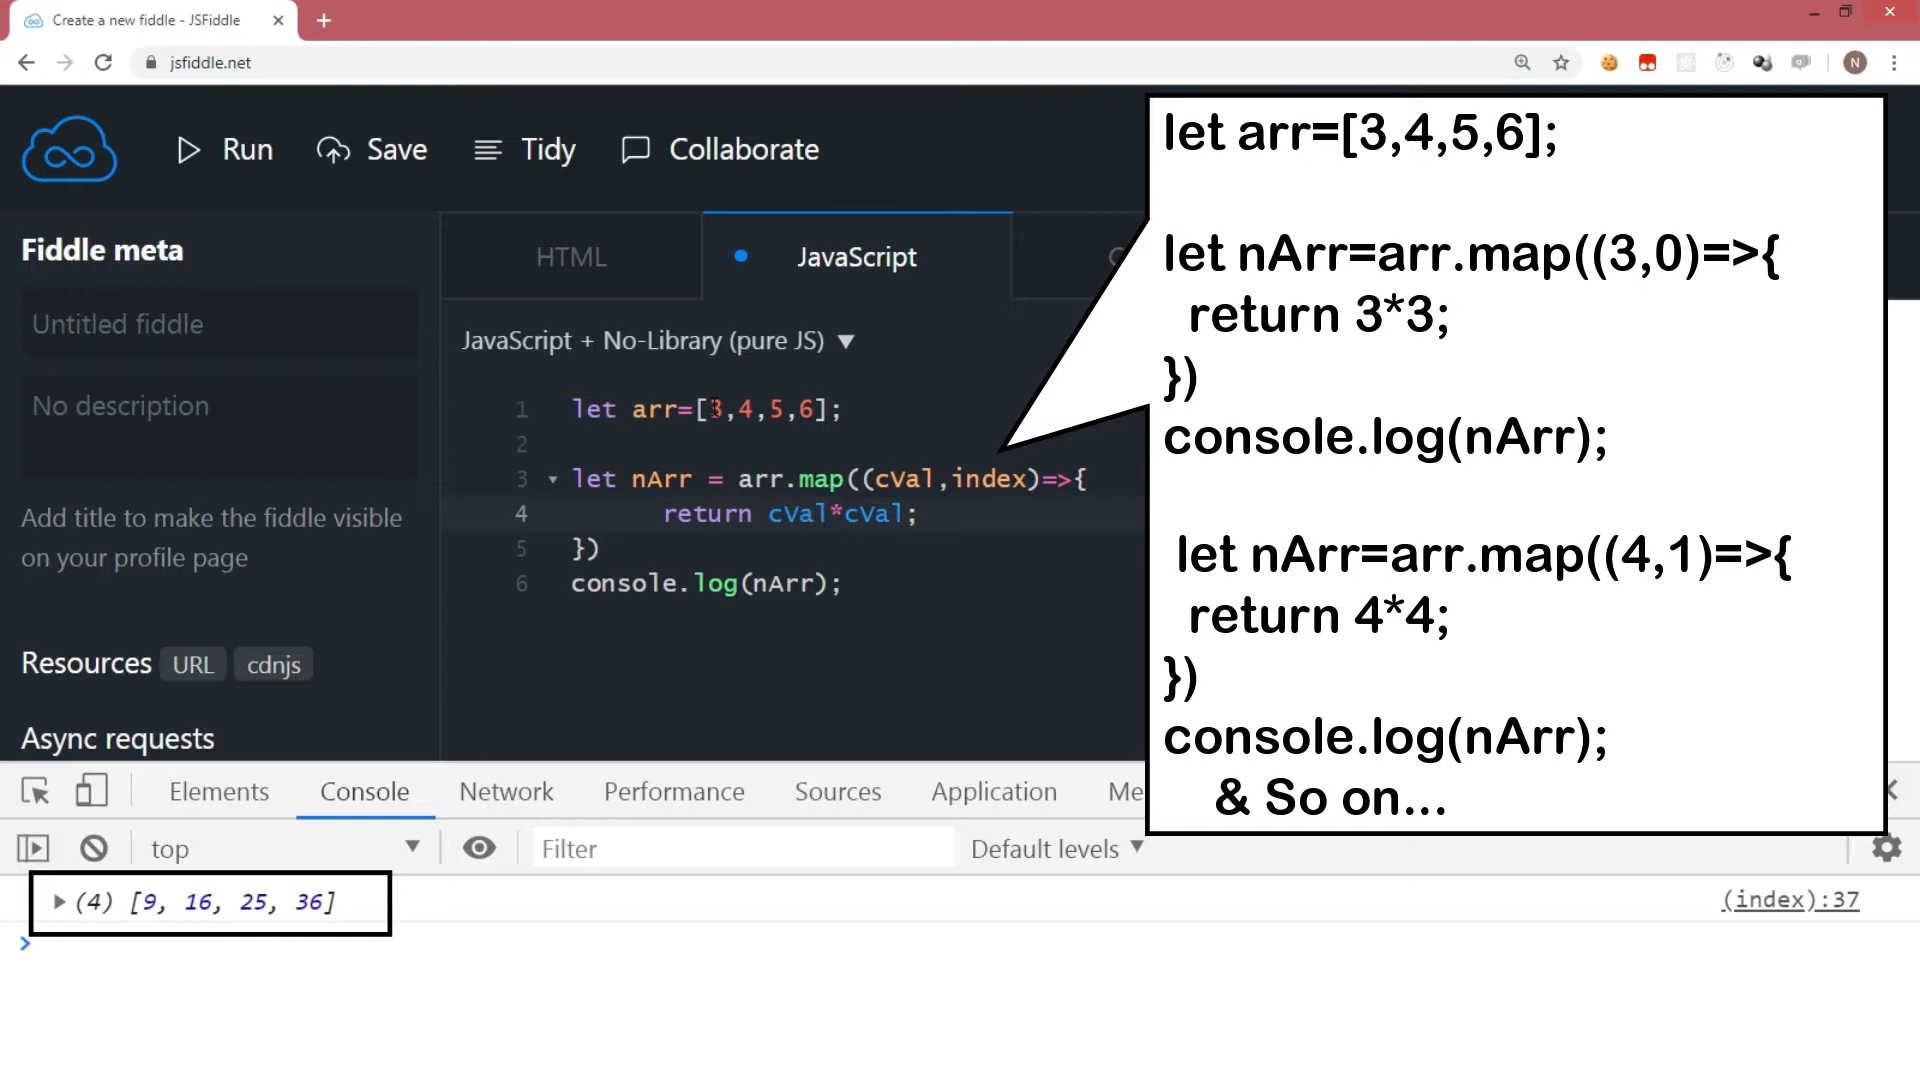 Create a new fiddle - JSFiddle
jsfiddle.net
N
Run
Save
Tidy
Collaborate
Fiddle meta
Untitled fiddle
No description
Add title to make the fiddle visible
on your profile page
Resources URL cdnjs
Async requests
HTML
JavaScript
C
JavaScript + No-Library (pure JS) ▼
1 let arr=[3,4,5,6];
2
3 let nArr = arr.map((cVal,index)=>{
4 return cVal*cVal;
5 })
6 console.log(nArr);
let arr=[3,4,5,6];
let nArr=arr.map((3,0)=>{
return 3*3;
})
console.log(nArr);
let nArr=arr.map((4,1)=>{
return 4*4;
})
console.log(nArr);
& So on...
Elements Console Network Performance Sources Application Me
top Filter Default levels
(4) [9, 16, 25, 36]
(index):37